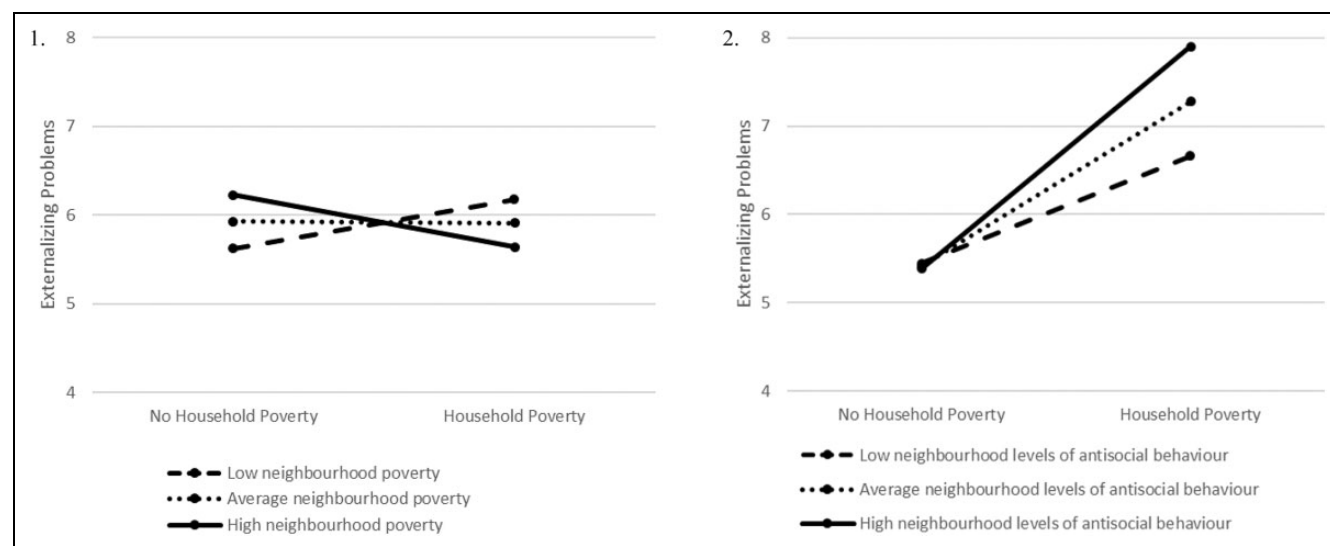 1.
8
7
6
5
4
Externalizing Problems
No Household Poverty
Household Poverty
Low neighbourhood poverty
Average neighbourhood poverty
High neighbourhood poverty
2.
8
7
6
5
4
Externalizing Problems
No Household Poverty
Household Poverty
Low neighbourhood levels of antisocial behaviour
Average neighbourhood levels of antisocial behaviour
High neighbourhood levels of antisocial behaviour